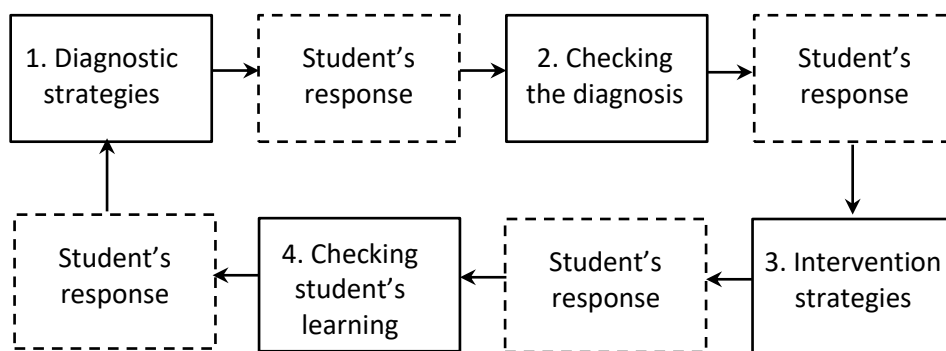 1. Diagnostic
strategies
Student’s
response
2. Checking
the diagnosis
Student’s
response
3. Intervention
strategies
Student’s
response
4. Checking
student’s
learning
Student’s
response